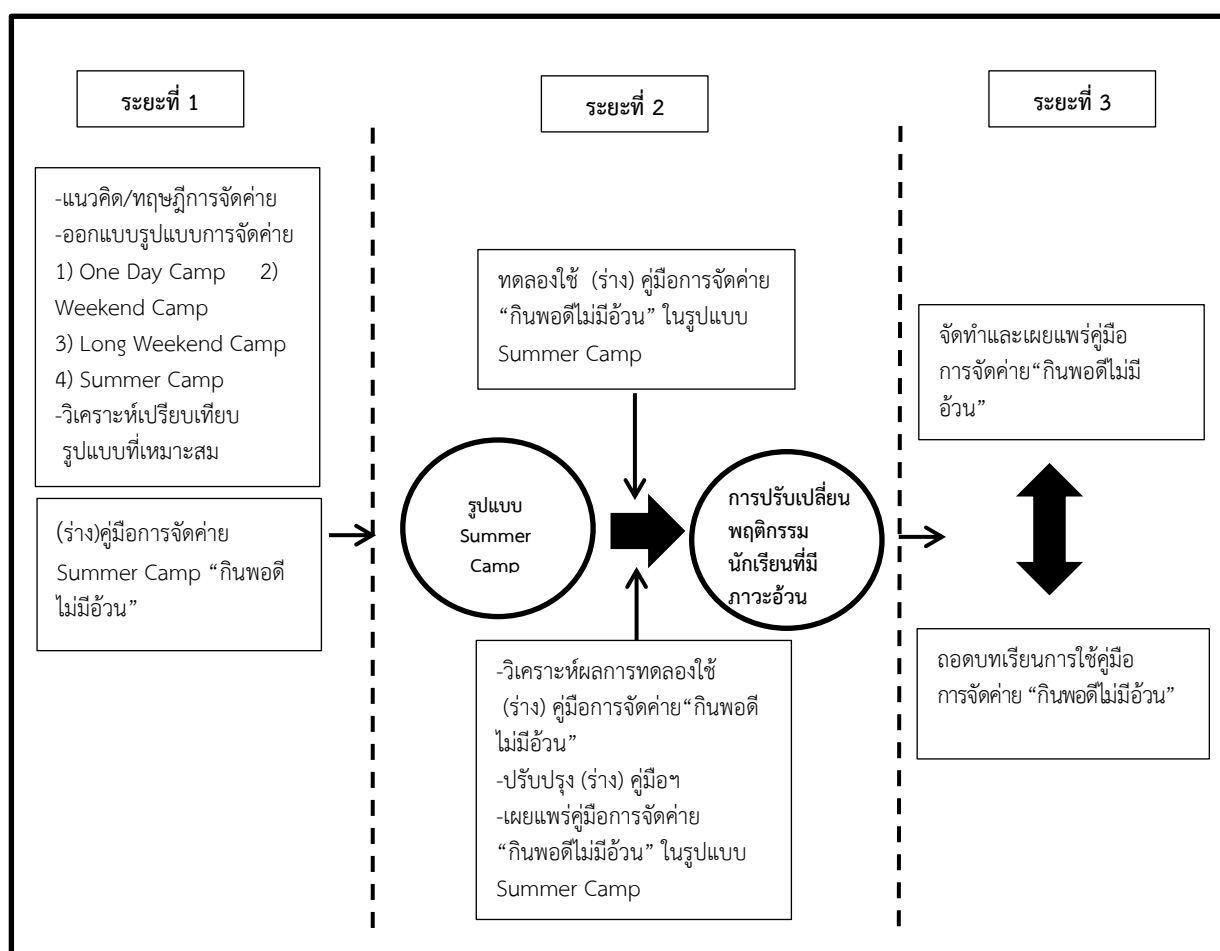 ระยะที่ 1
ระยะที่ 2
ระยะที่ 3
-แนวคิด/ทฤษฎีการจัดค่าย
-ออกแบบรูปแบบการจัดค่าย
1) One Day Camp 2)
Weekend Camp
3) Long Weekend Camp
4) Summer Camp
-วิเคราะห์เปรียบเทียบ
รูปแบบที่เหมาะสม
(ร่าง)คู่มือการจัดค่าย
Summer Camp “กินพอดี
ไม่มีอ้วน”
ทดลองใช้ (ร่าง) คู่มือการจัดค่าย
“กินพอดีไม่มีอ้วน” ในรูปแบบ
Summer Camp
รูปแบบ
Summer
Camp
การปรับเปลี่ยน
พฤติกรรม
นักเรียนที่มี
ภาวะอ้วน
-วิเคราะห์ผลการทดลองใช้
(ร่าง) คู่มือการจัดค่าย“กินพอดี
ไม่มีอ้วน”
-ปรับปรุง (ร่าง) คู่มือฯ
-เผยแพร่คู่มือการจัดค่าย
“กินพอดีไม่มีอ้วน” ในรูปแบบ
Summer Camp
จัดทำและเผยแพร่คู่มือ
การจัดค่าย“กินพอดีไม่มี
อ้วน”
ถอดบทเรียนการใช้คู่มือ
การจัดค่าย “กินพอดีไม่มีอ้วน”